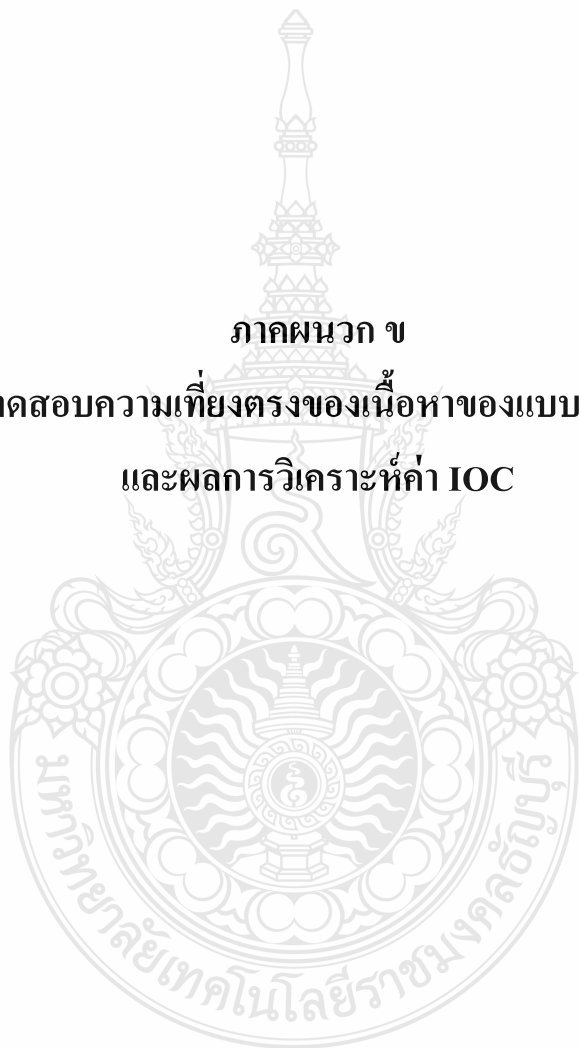 ภาคผนวก ข
าดสอบความเที่ยงตรงของเนื้อหาของแบบ
และผลการวิเคราะห์ค่า IOC
มหาวิทยาลัยเทคโนโลยีราชมงคลธัญบุรี